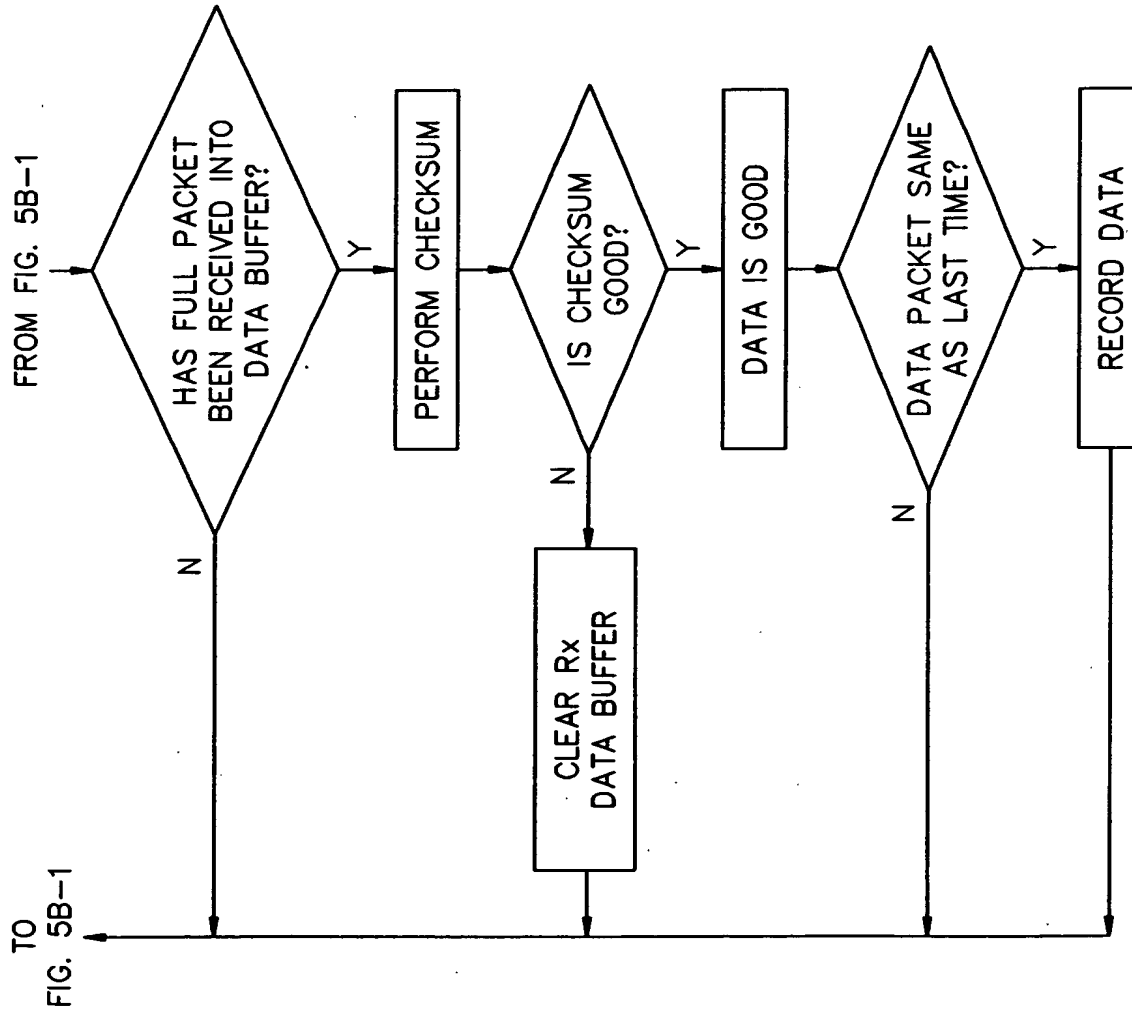 FROM FIG. 5B-1
TO
FIG. 5B-1
HAS FULL PACKET
BEEN RECEIVED INTO
DATA BUFFER?
N
Y
PERFORM CHECKSUM
IS CHECKSUM
GOOD?
N
Y
CLEAR Rx
DATA BUFFER
DATA IS GOOD
DATA PACKET SAME
AS LAST TIME?
N
Y
RECORD DATA